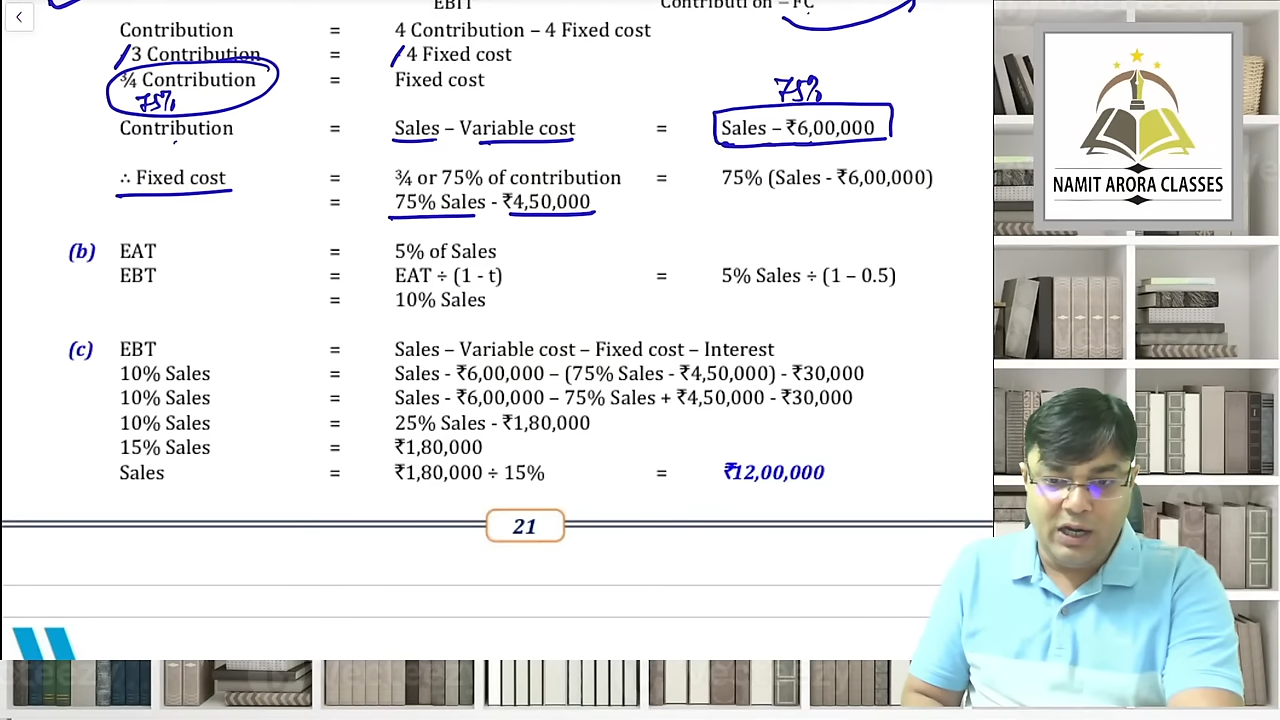 EBIT Contribution – FC
Contribution = 4 Contribution – 4 Fixed cost
3 Contribution = 4 Fixed cost
¾ Contribution = Fixed cost
75% 75%
Contribution = Sales – Variable cost = Sales – ₹6,00,000
∴ Fixed cost = ¾ or 75% of contribution = 75% (Sales - ₹6,00,000)
= 75% Sales - ₹4,50,000
(b) EAT = 5% of Sales
EBT = EAT ÷ (1 - t) = 5% Sales ÷ (1 – 0.5)
= 10% Sales
(c) EBT = Sales – Variable cost – Fixed cost – Interest
10% Sales = Sales - ₹6,00,000 – (75% Sales - ₹4,50,000) - ₹30,000
10% Sales = Sales - ₹6,00,000 – 75% Sales + ₹4,50,000 - ₹30,000
10% Sales = 25% Sales - ₹1,80,000
15% Sales = ₹1,80,000
Sales = ₹1,80,000 ÷ 15% = ₹12,00,000
21
NAMIT ARORA CLASSES